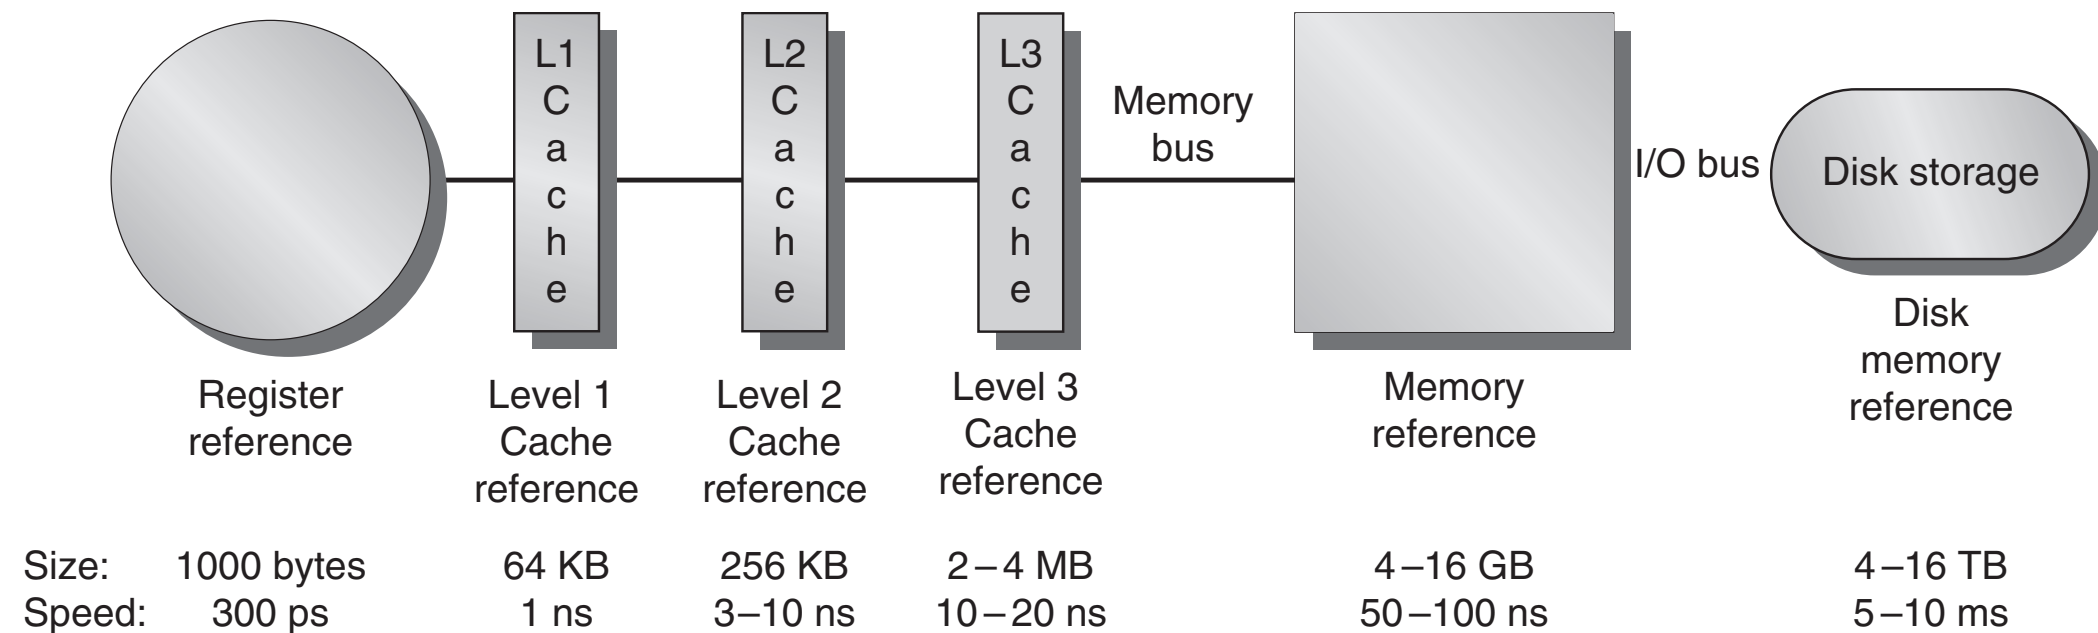 L1
C
a
c
h
e
L2
C
a
c
h
e
L3
C
a
c
h
e
Memory
bus
I/O bus
Disk storage
Register
reference
Level 1
Cache
reference
Level 2
Cache
reference
Level 3
Cache
reference
Memory
reference
Disk
memory
reference
Size: 1000 bytes 64 KB 256 KB 2–4 MB 4–16 GB 4–16 TB
Speed: 300 ps 1 ns 3–10 ns 10–20 ns 50–100 ns 5–10 ms